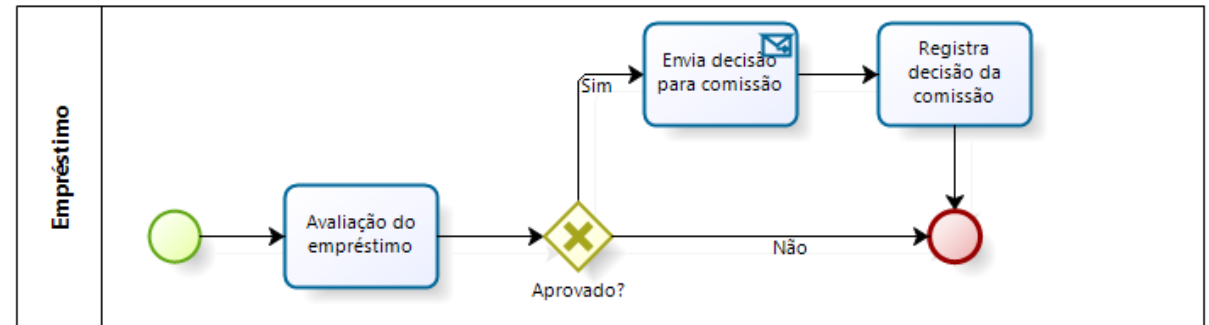 Empréstimo
Avaliação do
empréstimo
Aprovado?
Sim
Envia decisão
para comissão
Registra
decisão da
comissão
Não